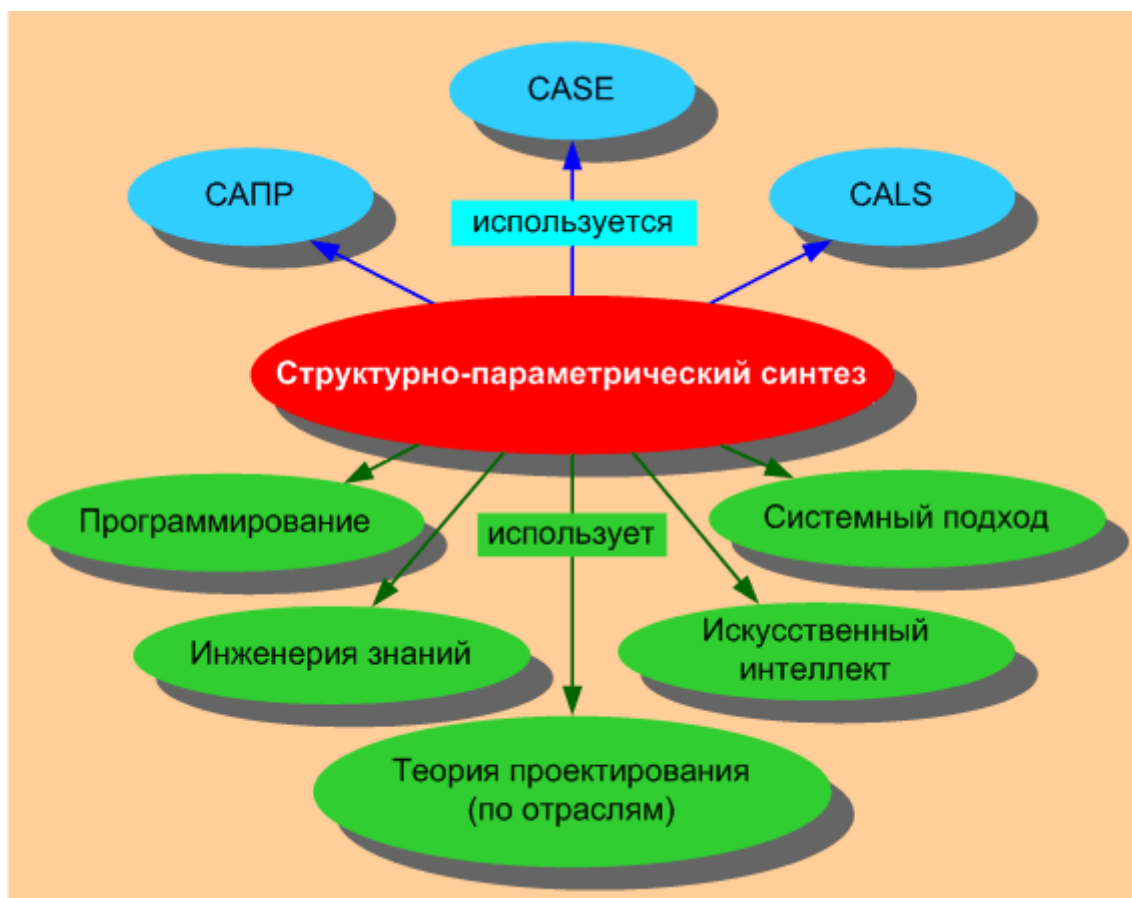 CASE
САПР
CALS
используется
Структурно-параметрический синтез
Программирование
использует
Системный подход
Инженерия знаний
Искусственный
интеллект
Теория проектирования
(по отраслям)